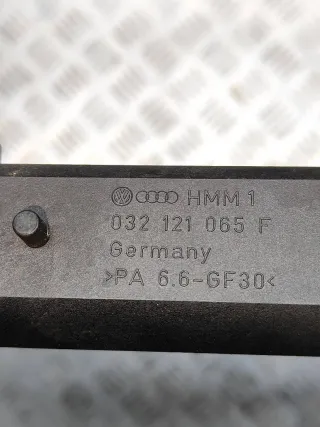 HMM 1
032 121 065 F
Germany
>PA 6.6-GF30<